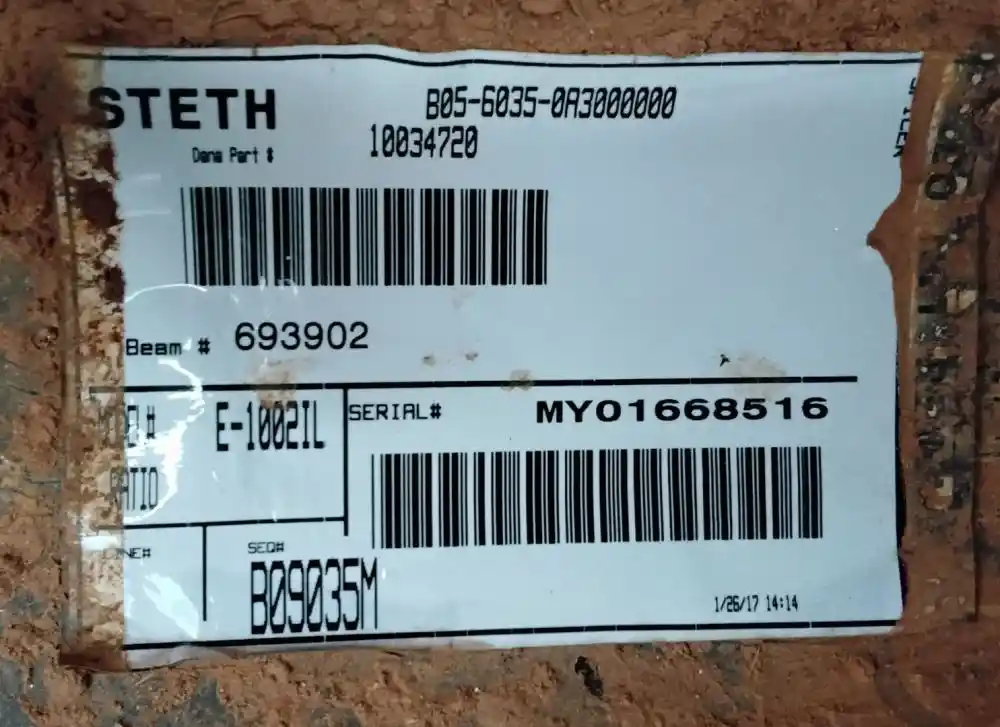 STETH
B05-6035-0A3000000
Dana Part #
10034720
Beam # 693902
SERIAL# MY01668516
E-1002IL
SEQ#
B09035M
1/26/17 14:14